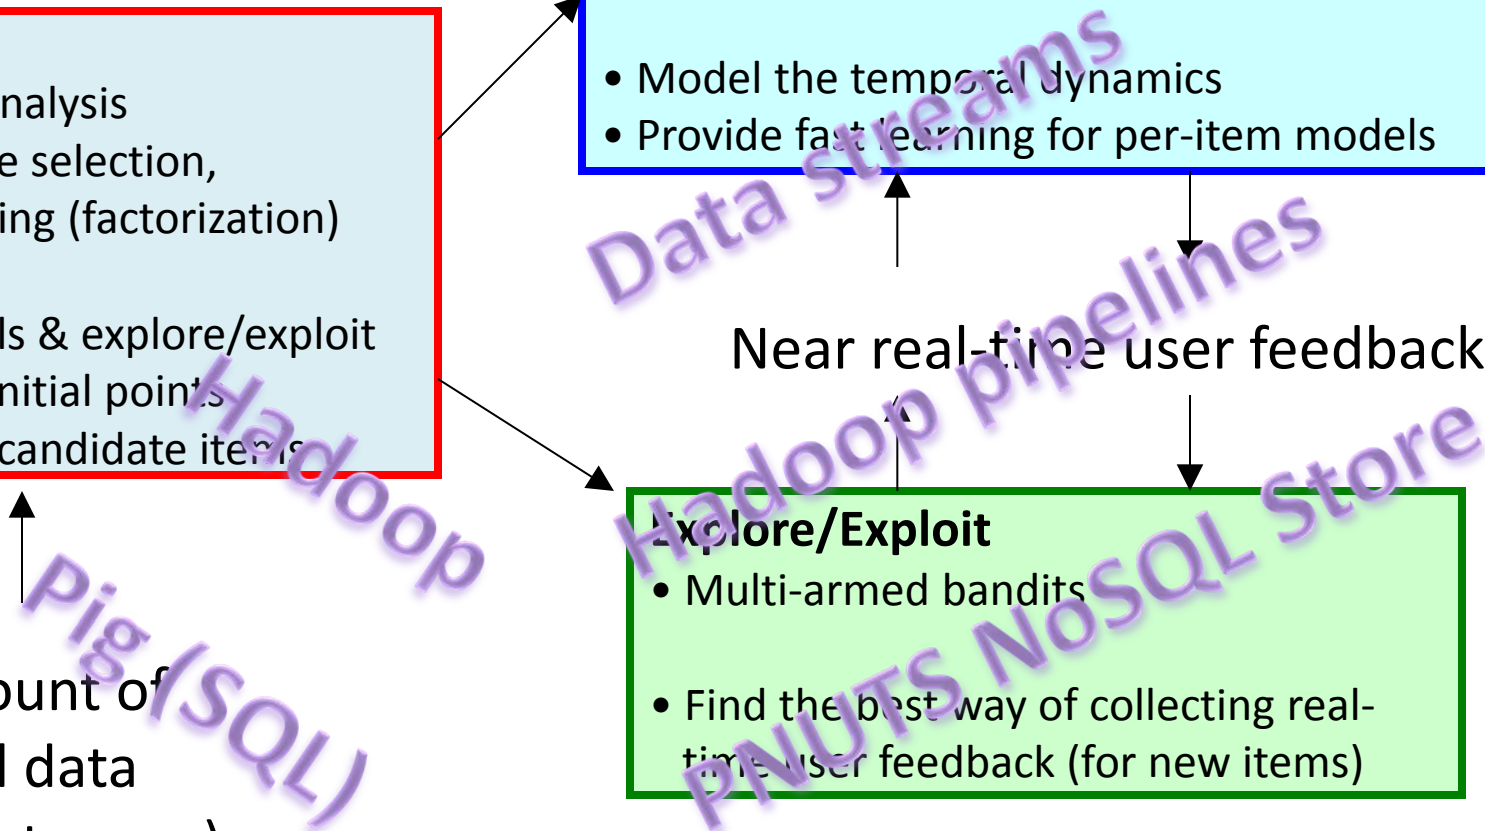 nalysis
e selection,
ing (factorization)
ls & explore/exploit
nitial points
candidate items
• Model the temporal dynamics
• Provide fast learning for per-item models
Data streams
Near real-time user feedback
Hadoop pipelines
Hadoop
Explore/Exploit
• Multi-armed bandits
• Find the best way of collecting real-
time user feedback (for new items)
PNUTS NoSQL Store
Pig (SQL)
ount of
data